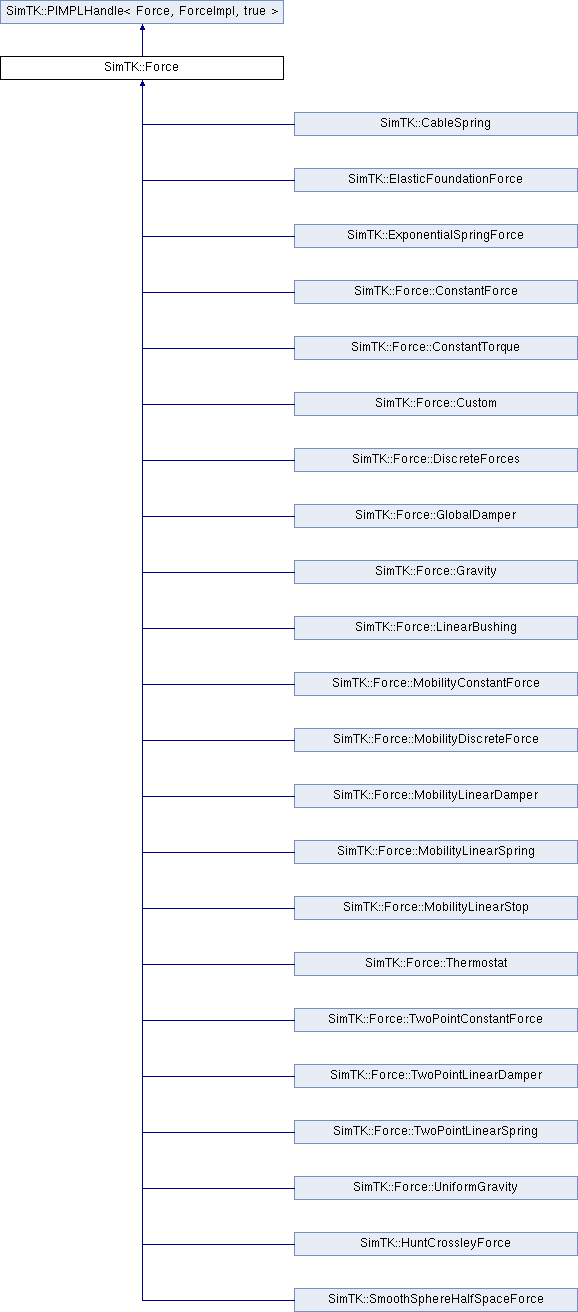 SimTK::PIMPLHandle< Force, ForceImpl, true >
SimTK::Force
SimTK::CableSpring
SimTK::ElasticFoundationForce
SimTK::ExponentialSpringForce
SimTK::Force::ConstantForce
SimTK::Force::ConstantTorque
SimTK::Force::Custom
SimTK::Force::DiscreteForces
SimTK::Force::GlobalDamper
SimTK::Force::Gravity
SimTK::Force::LinearBushing
SimTK::Force::MobilityConstantForce
SimTK::Force::MobilityDiscreteForce
SimTK::Force::MobilityLinearDamper
SimTK::Force::MobilityLinearSpring
SimTK::Force::MobilityLinearStop
SimTK::Force::Thermostat
SimTK::Force::TwoPointConstantForce
SimTK::Force::TwoPointLinearDamper
SimTK::Force::TwoPointLinearSpring
SimTK::Force::UniformGravity
SimTK::HuntCrossleyForce
SimTK::SmoothSphereHalfSpaceForce